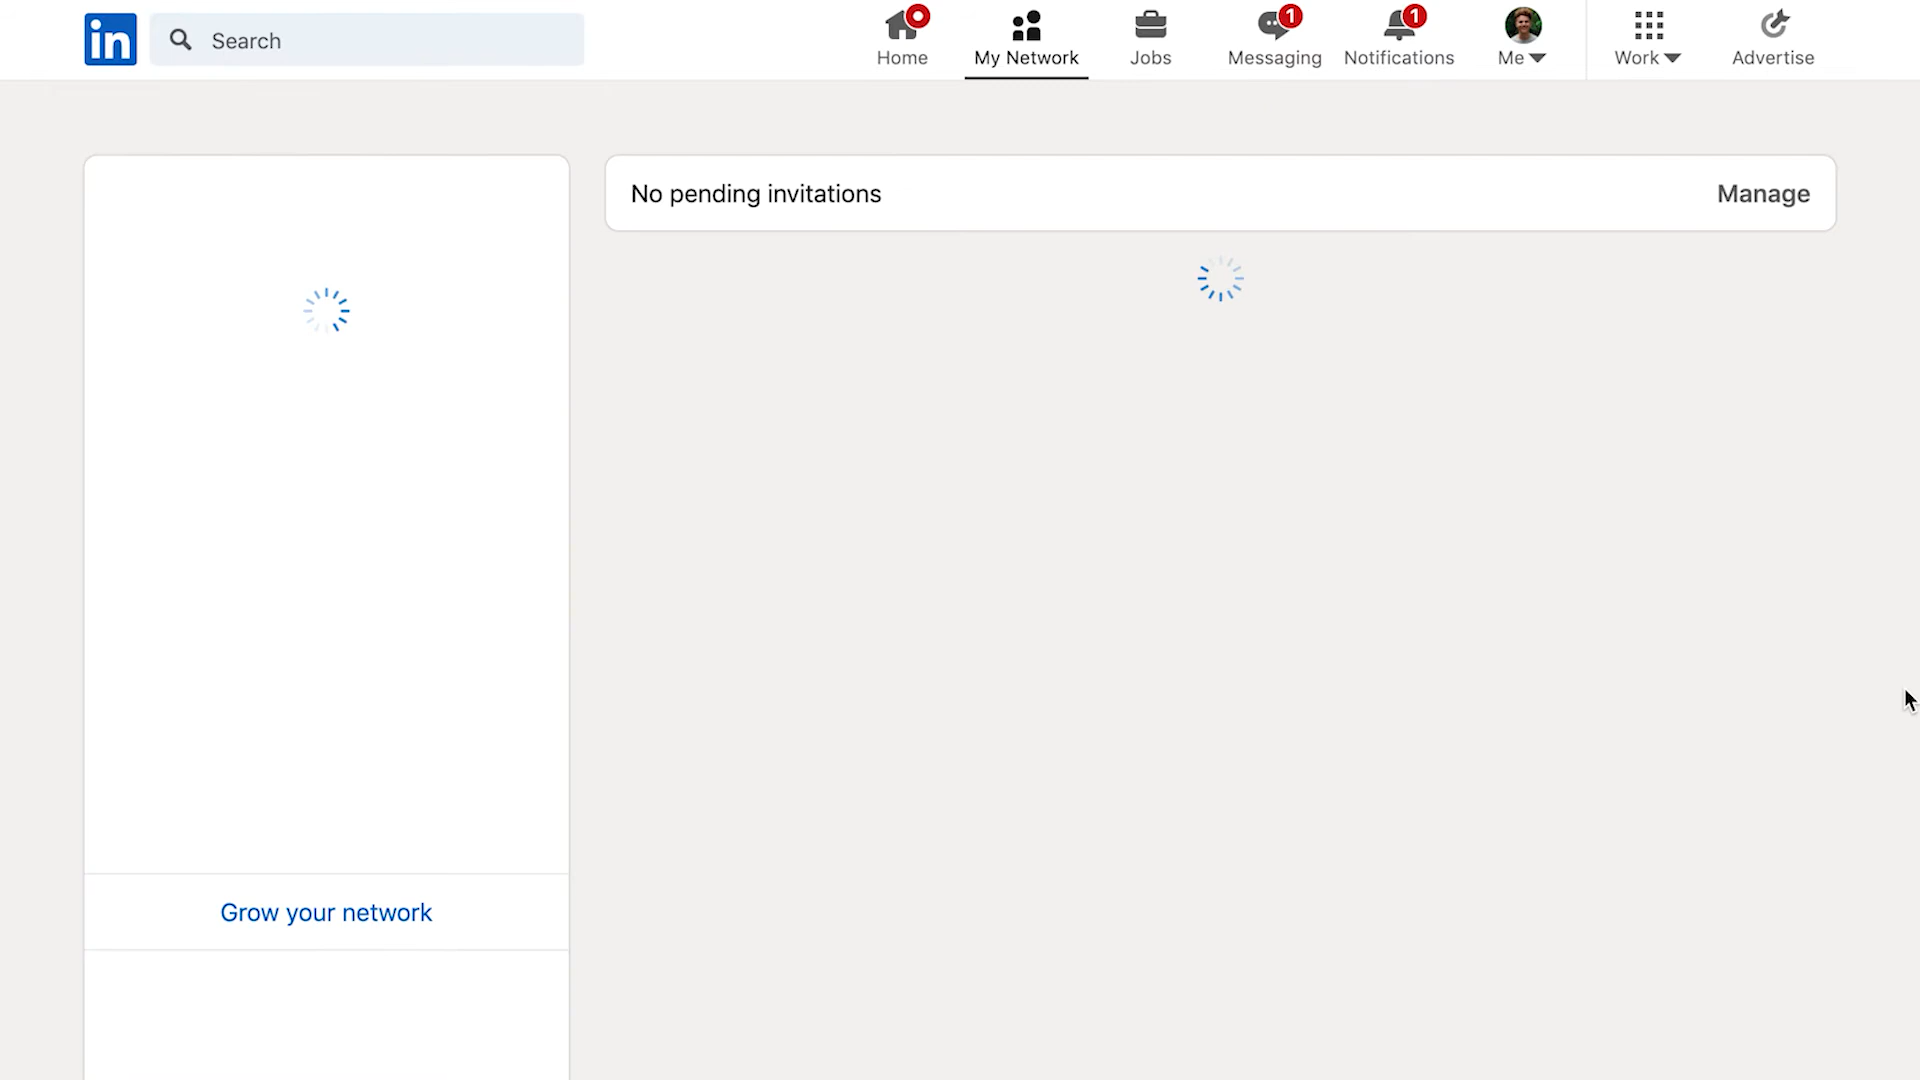 in
Search
Home
My Network
Jobs
1
Messaging
1
Notifications
Me
Work
Advertise
No pending invitations
Manage
Grow your network